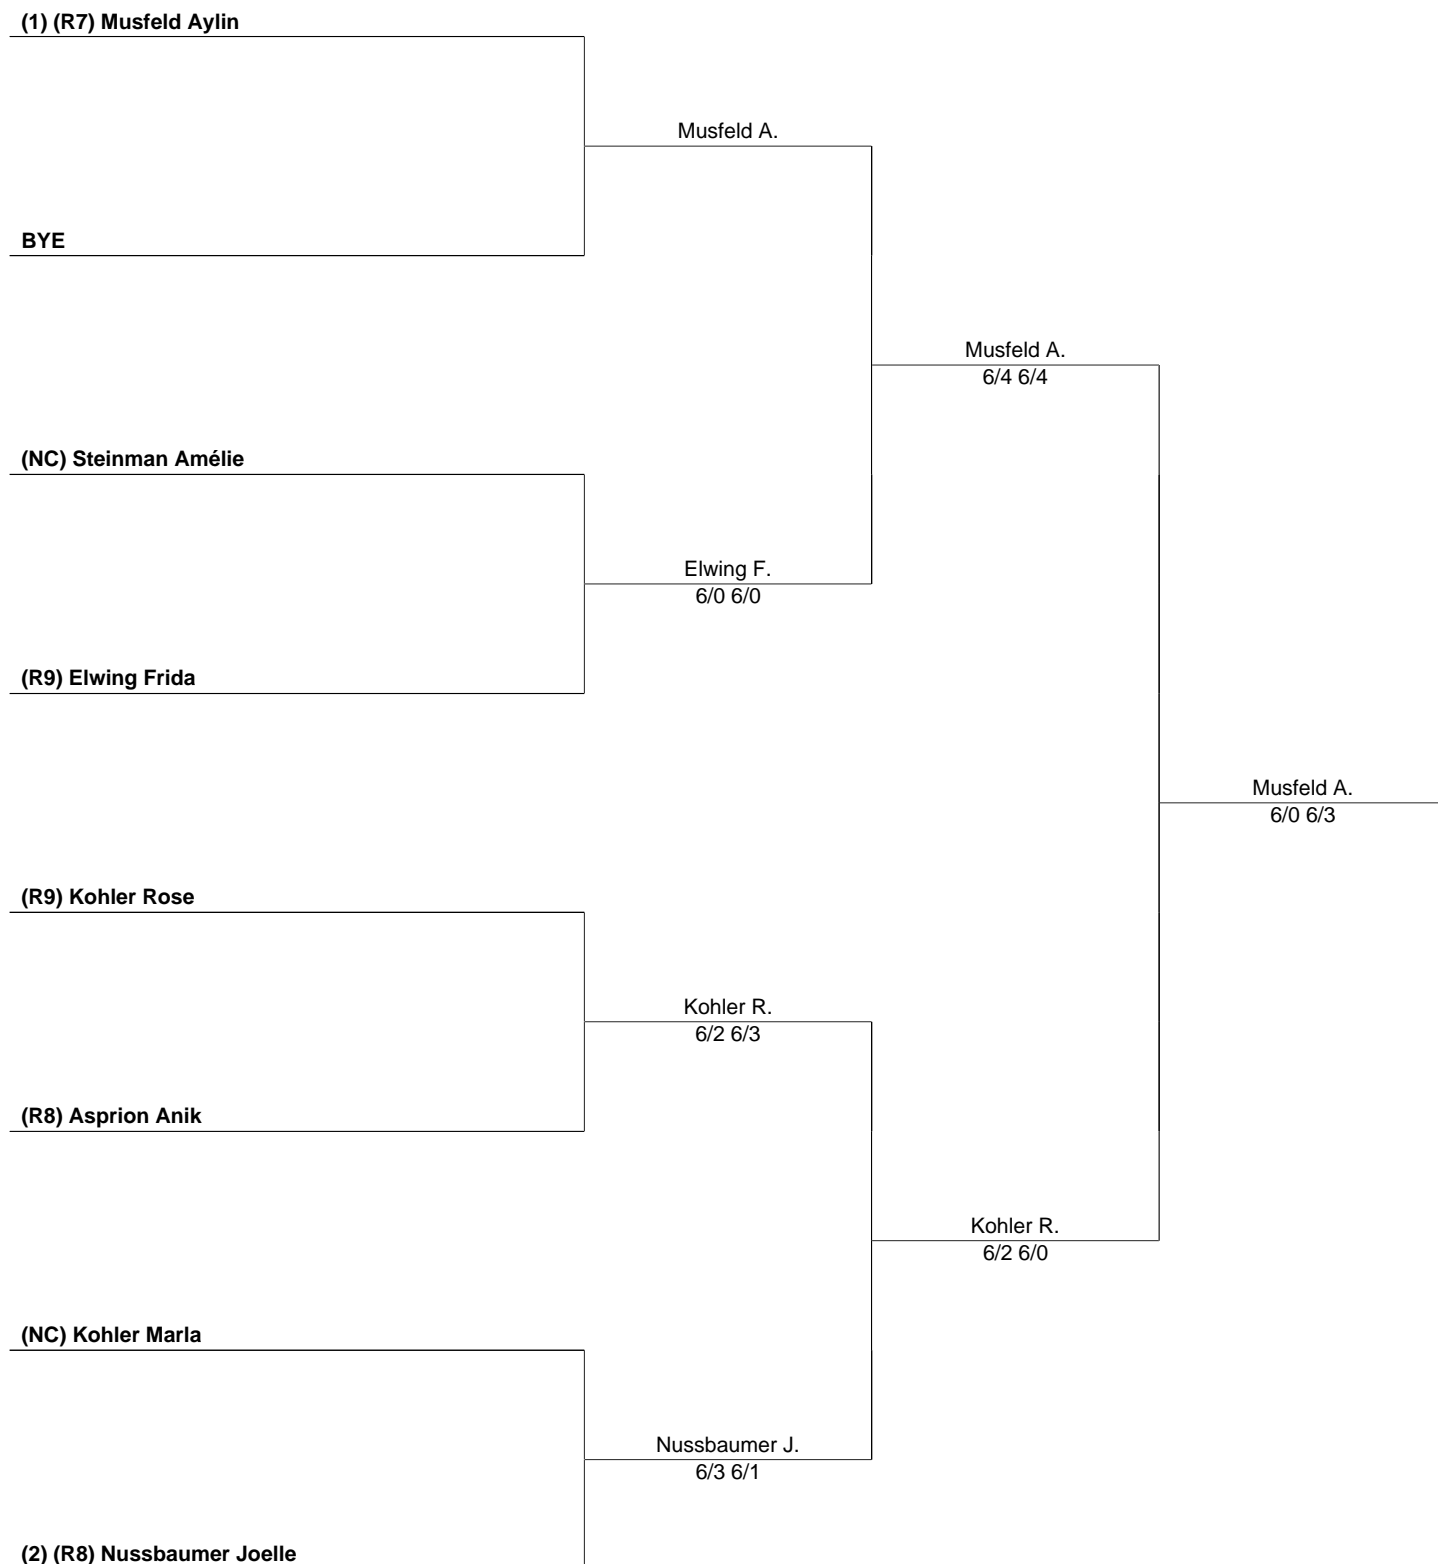 (1) (R7) Musfeld Aylin
Musfeld A.
BYE
Musfeld A.
6/4 6/4
(NC) Steinman Amélie
Elwing F.
6/0 6/0
(R9) Elwing Frida
Musfeld A.
6/0 6/3
(R9) Kohler Rose
Kohler R.
6/2 6/3
(R8) Asprion Anik
Kohler R.
6/2 6/0
(NC) Kohler Marla
Nussbaumer J.
6/3 6/1
(2) (R8) Nussbaumer Joelle